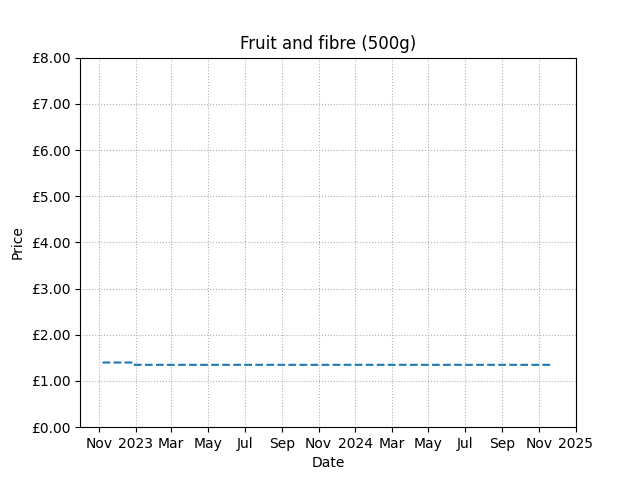 Fruit and fibre (500g)
£8.00
£7.00
£6.00
£5.00
£4.00
£3.00
£2.00
£1.00
£0.00
Price
Nov 2023 Mar May Jul Sep Nov 2024 Mar May Jul Sep Nov 2025
Date